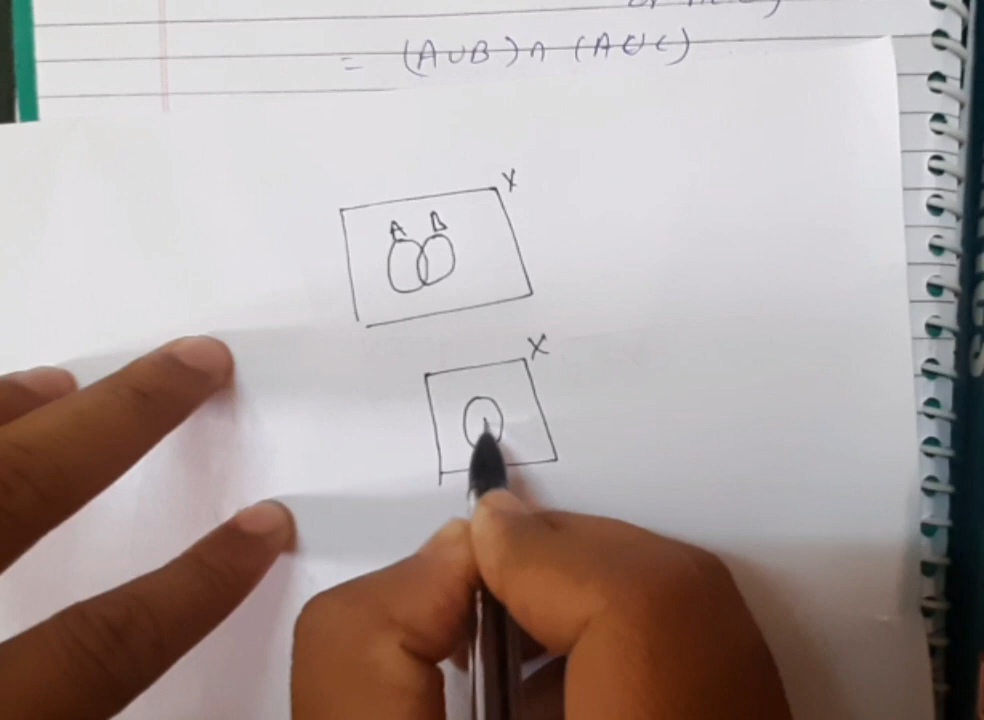 = (A∪B)∩(A∪C)
X
A B
X